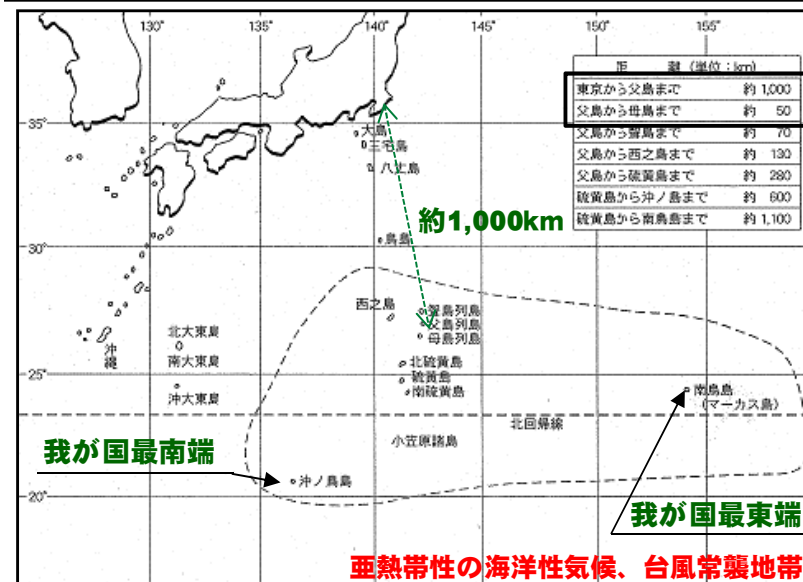 130°
135°
140°
145°
150°
155°
距 離 (単位:km)
東京から父島まで 約 1,000
父島から母島まで 約 50
父島から聟島まで 約 70
父島から西之島まで 約 130
父島から硫黄島まで 約 280
硫黄島から沖ノ島まで 約 600
硫黄島から南鳥島まで 約 1,100
35°
大島
三宅島
八丈島
約1,000km
鳥島
30°
西之島
聟島列島
父島列島
母島列島
北大東島
沖縄
南大東島
北硫黄島
硫黄島
25°
沖大東島
南硫黄島
南鳥島
(マーカス島)
北回帰線
小笠原諸島
我が国最南端
沖ノ鳥島
20°
我が国最東端
亜熱帯性の海洋性気候、台風常襲地帯